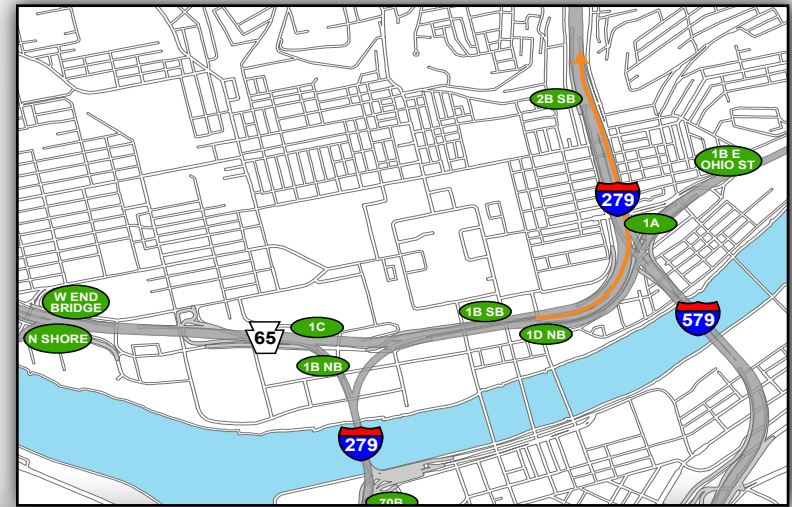 2B SB
1B E
OHIO ST
279
1A
W END
BRIDGE
1B SB
579
N SHORE
65
1C
1D NB
1B NB
279
70B